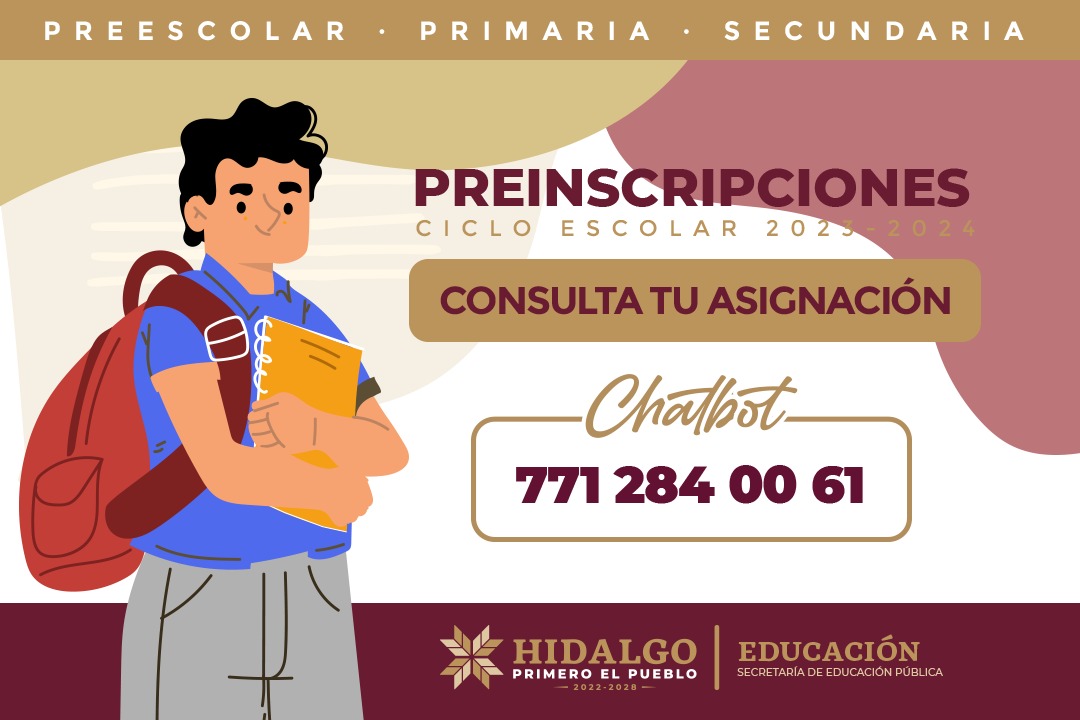 PREESCOLAR · PRIMARIA · SECUNDARIA
PREINSCRIPCIONES
CICLO ESCOLAR 2023-2024
CONSULTA TU ASIGNACIÓN
Chatbot
771 284 00 61
HIDALGO
PRIMERO EL PUEBLO
2022-2028
EDUCACIÓN
SECRETARÍA DE EDUCACIÓN PÚBLICA